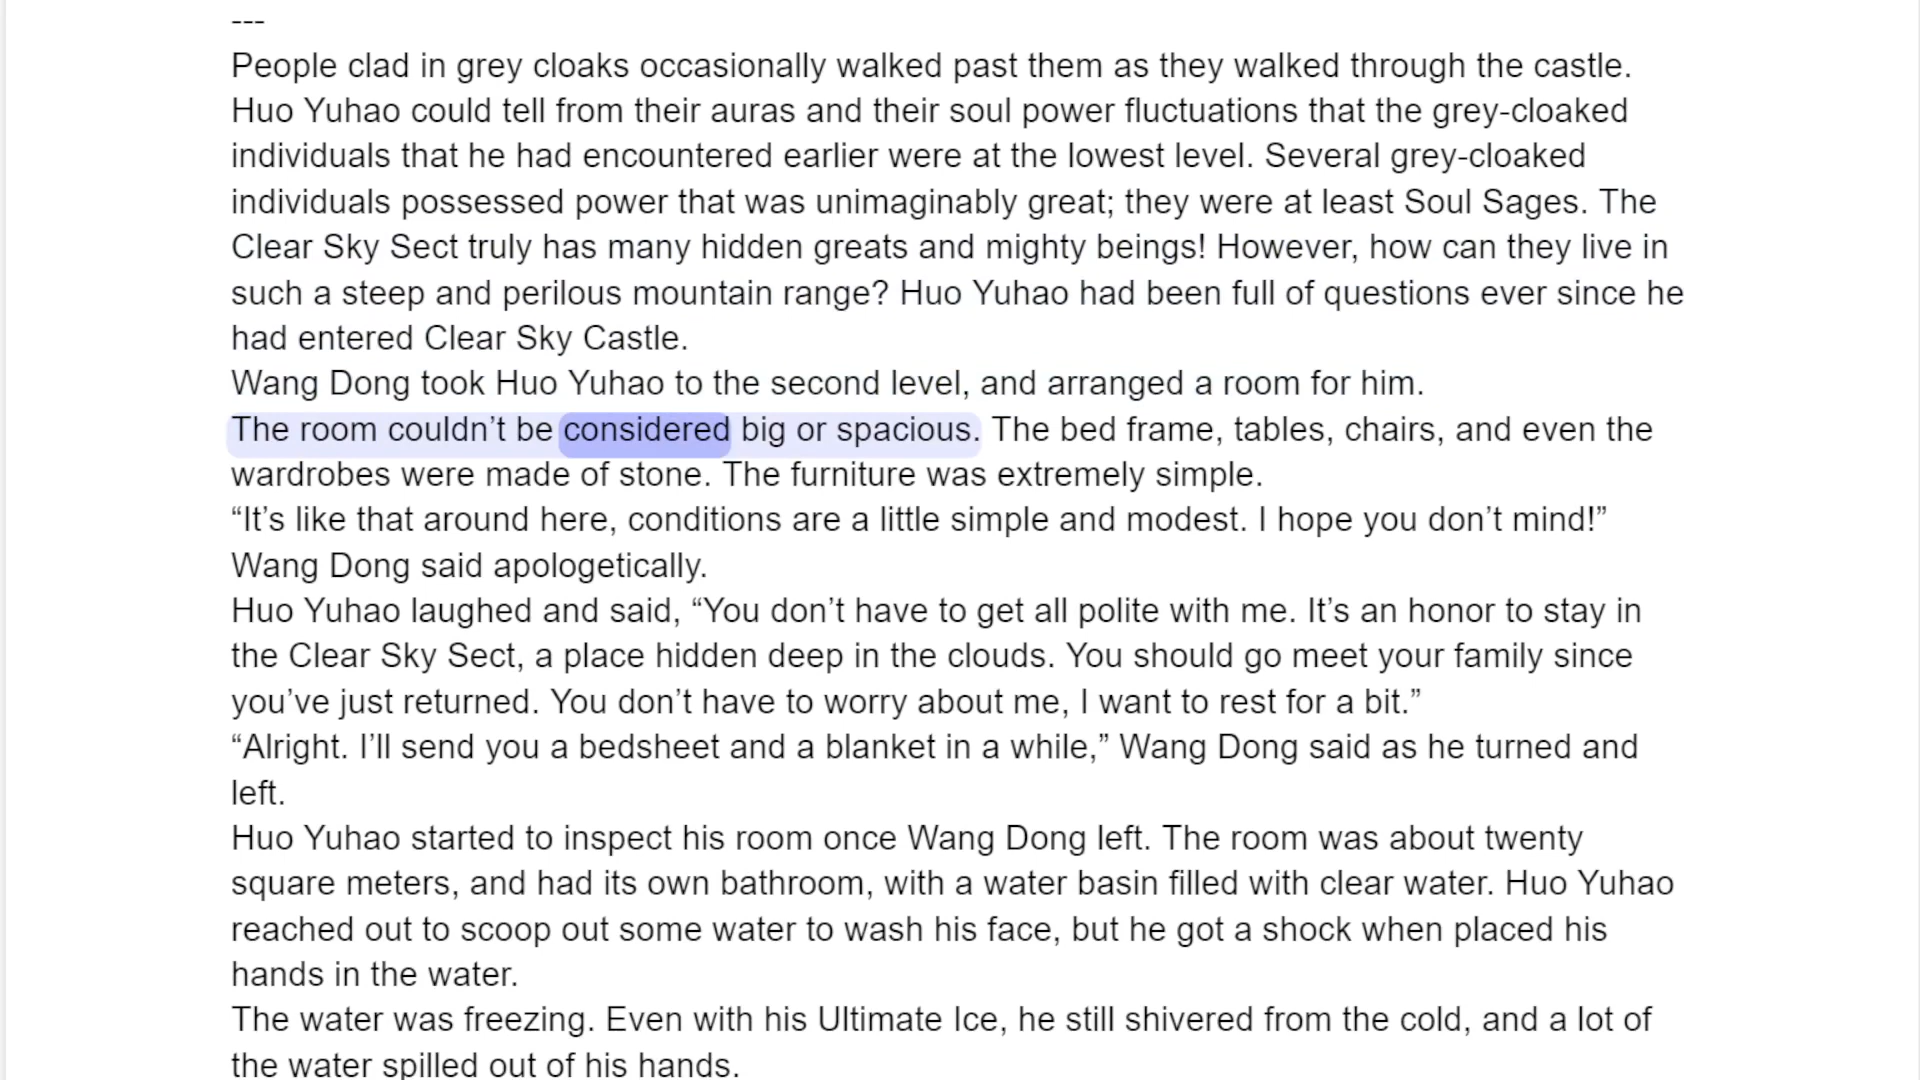 ---
People clad in grey cloaks occasionally walked past them as they walked through the castle.
Huo Yuhao could tell from their auras and their soul power fluctuations that the grey-cloaked
individuals that he had encountered earlier were at the lowest level. Several grey-cloaked
individuals possessed power that was unimaginably great; they were at least Soul Sages. The
Clear Sky Sect truly has many hidden greats and mighty beings! However, how can they live in
such a steep and perilous mountain range? Huo Yuhao had been full of questions ever since he
had entered Clear Sky Castle.
Wang Dong took Huo Yuhao to the second level, and arranged a room for him.
The room couldn’t be considered big or spacious. The bed frame, tables, chairs, and even the
wardrobes were made of stone. The furniture was extremely simple.
“It’s like that around here, conditions are a little simple and modest. I hope you don’t mind!”
Wang Dong said apologetically.
Huo Yuhao laughed and said, “You don’t have to get all polite with me. It’s an honor to stay in
the Clear Sky Sect, a place hidden deep in the clouds. You should go meet your family since
you’ve just returned. You don’t have to worry about me, I want to rest for a bit.”
“Alright. I’ll send you a bedsheet and a blanket in a while,” Wang Dong said as he turned and
left.
Huo Yuhao started to inspect his room once Wang Dong left. The room was about twenty
square meters, and had its own bathroom, with a water basin filled with clear water. Huo Yuhao
reached out to scoop out some water to wash his face, but he got a shock when placed his
hands in the water.
The water was freezing. Even with his Ultimate Ice, he still shivered from the cold, and a lot of
the water spilled out of his hands.